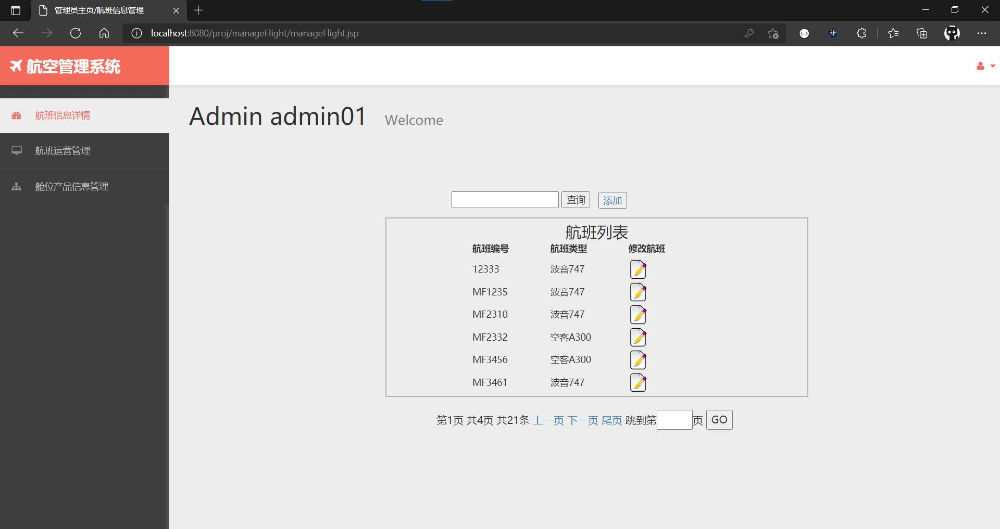 管理员主页/航班信息管理
localhost:8080/proj/manageFlight/manageFlight.jsp
译
航空管理系统
航班信息详情
航班运营管理
舱位产品信息管理
Admin admin01 Welcome
查询 添加
航班列表
航班编号 航班类型 修改航班
12333 波音747
MF1235 波音747
MF2310 波音747
MF2332 空客A300
MF3456 空客A300
MF3461 波音747
第1页 共4页 共21条 上一页 下一页 尾页 跳到第 页 GO